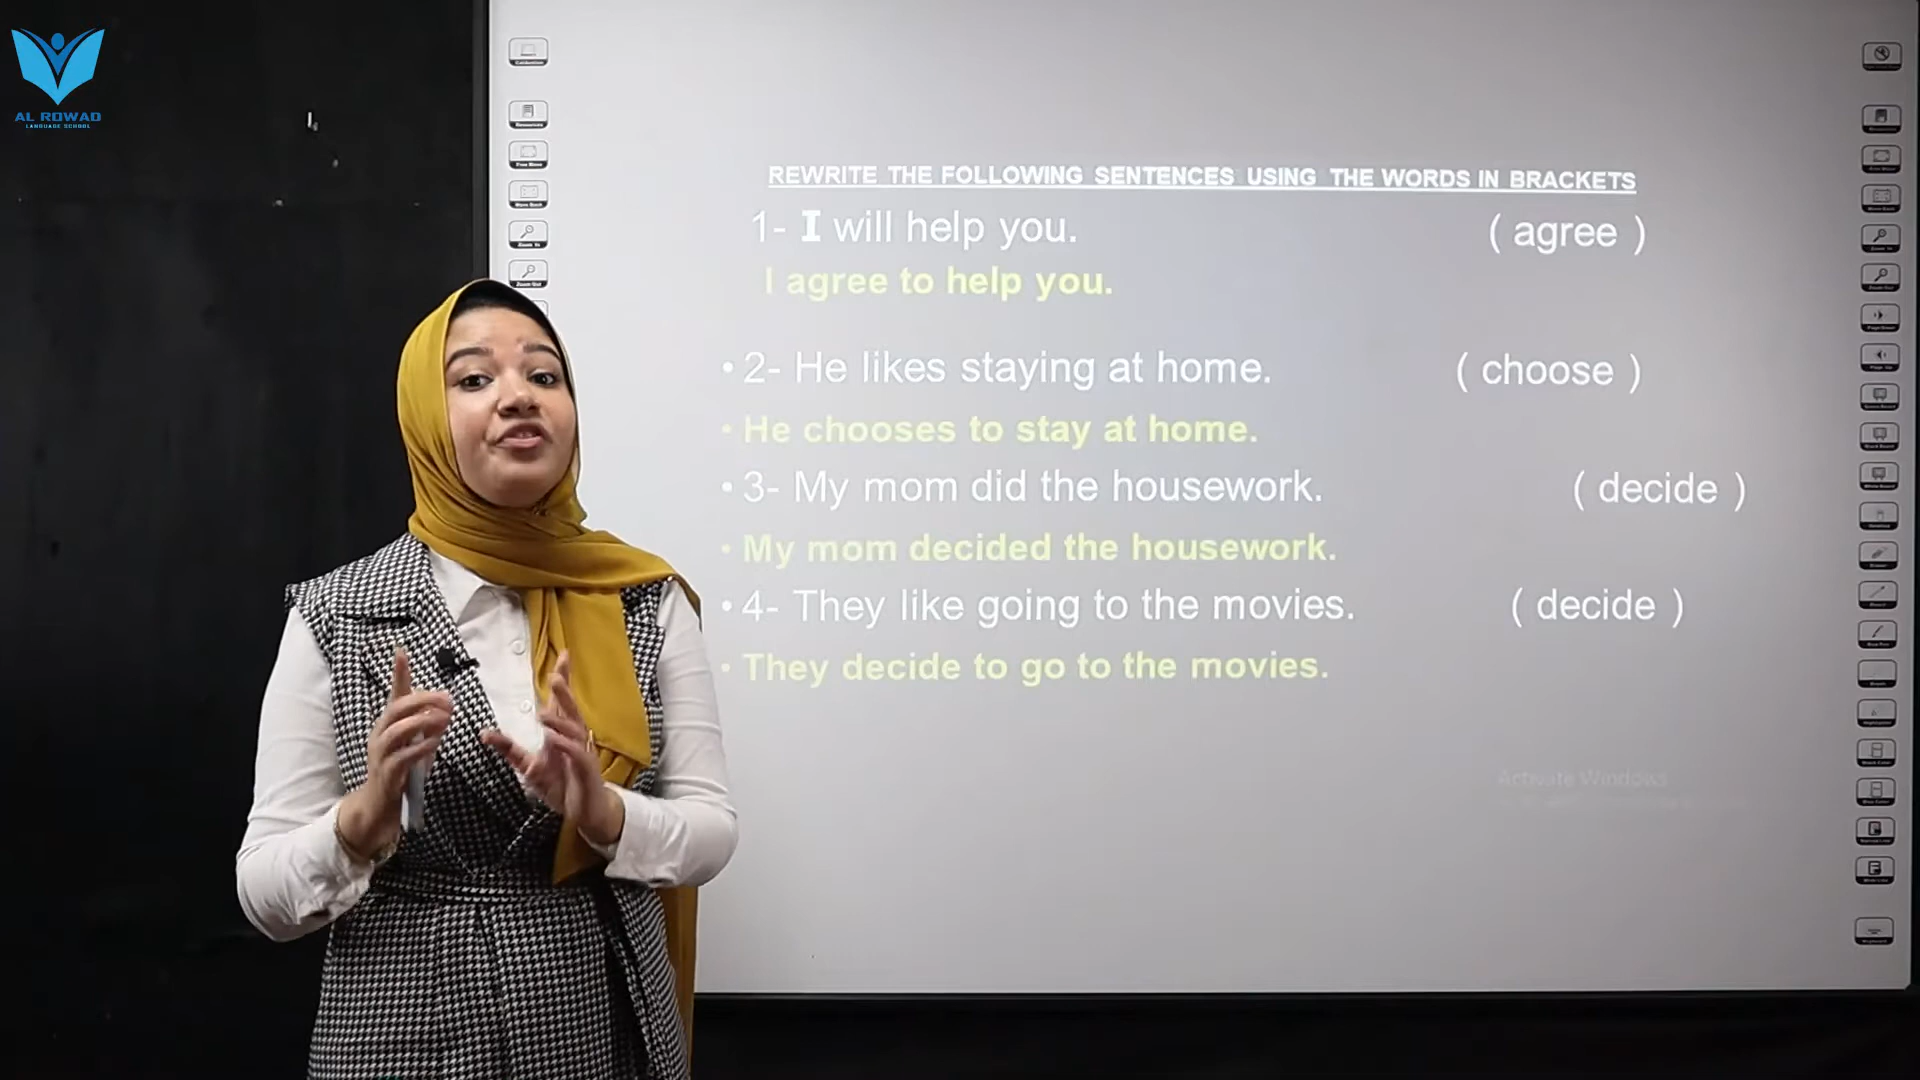 AL ROWAD
LANGUAGE SCHOOL
REWRITE THE FOLLOWING SENTENCES USING THE WORDS IN BRACKETS
1- I will help you. ( agree )
I agree to help you.
• 2- He likes staying at home. ( choose )
• He chooses to stay at home.
• 3- My mom did the housework. ( decide )
• My mom decided the housework.
• 4- They like going to the movies. ( decide )
• They decide to go to the movies.
Activate Windows